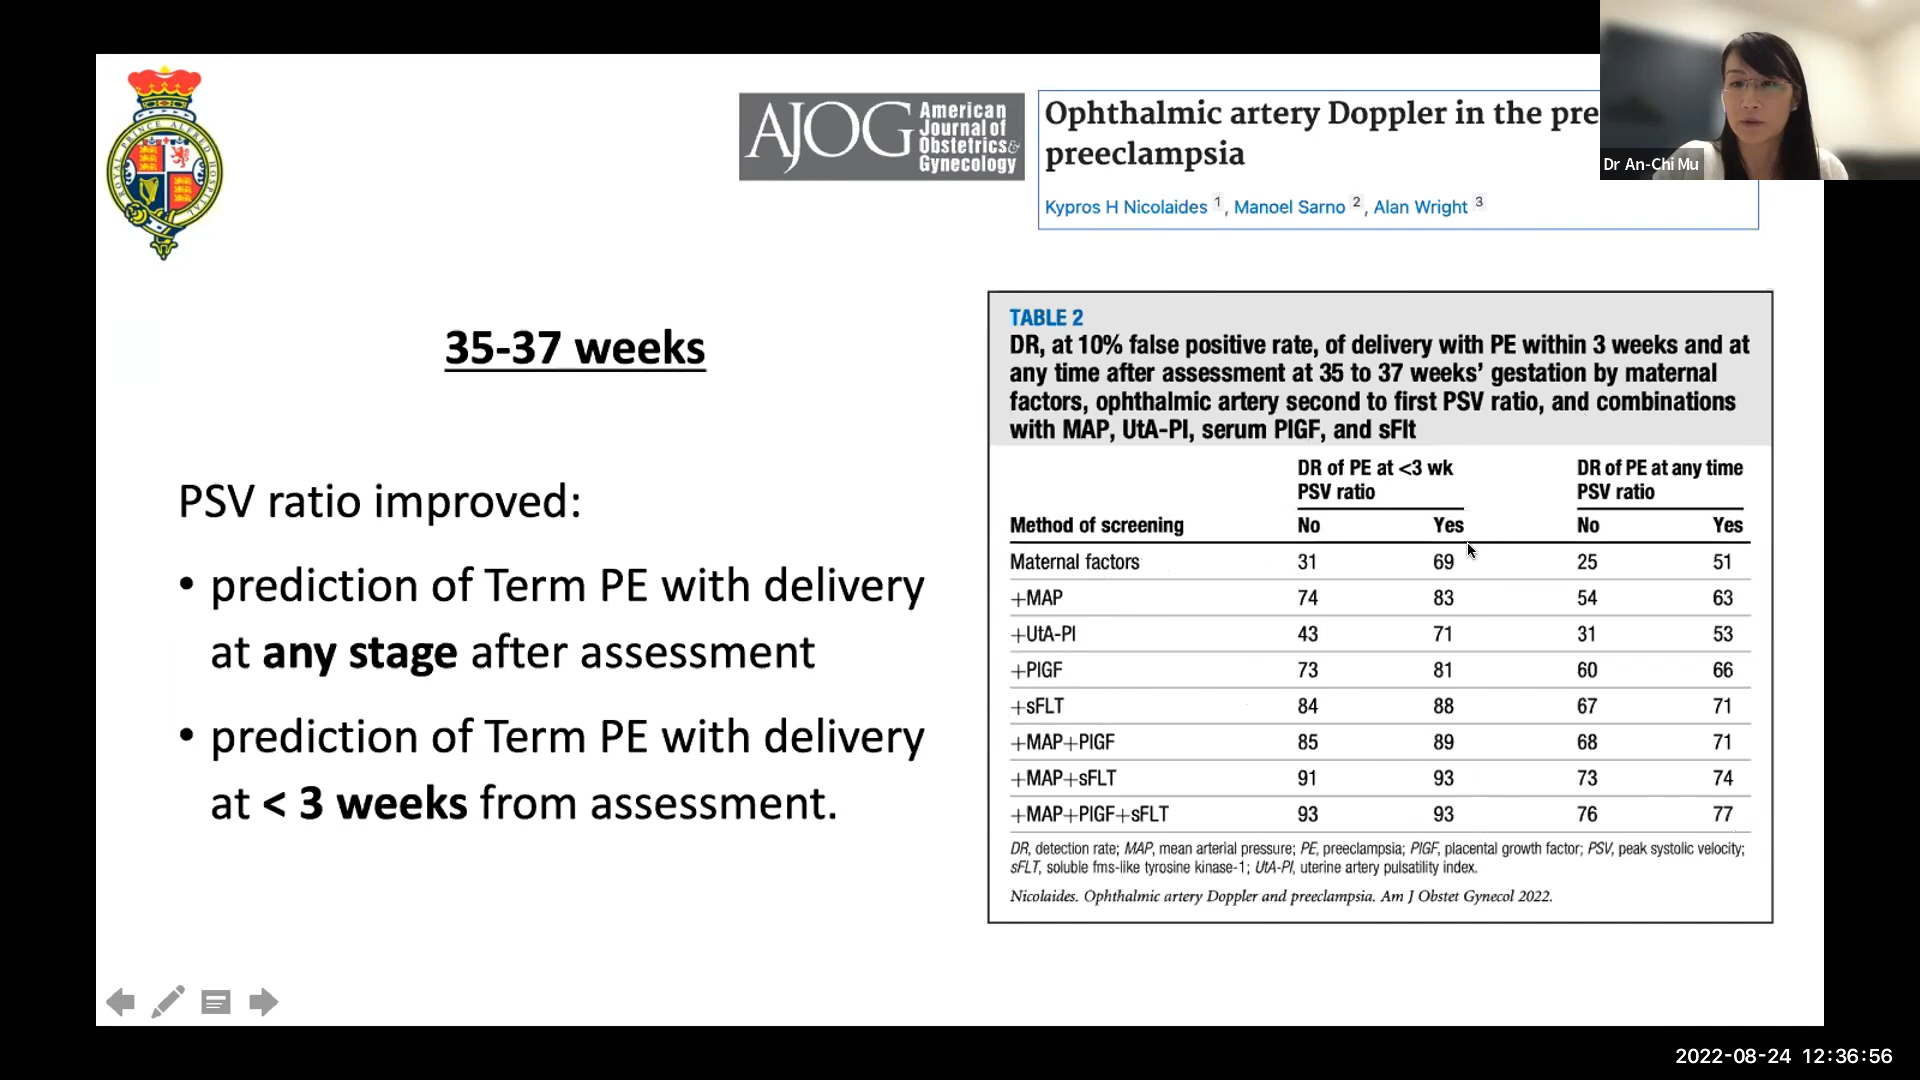 AJOG American
Journal of
Obstetrics&
Gynecology
Ophthalmic artery Doppler in the pre
preeclampsia
Kypros H Nicolaides 1, Manoel Sarno 2, Alan Wright 3
Dr An-Chi Mu
ROYAL PRINCE ALFRED HOSPITAL
35-37 weeks
PSV ratio improved:
• prediction of Term PE with delivery
at any stage after assessment
• prediction of Term PE with delivery
at < 3 weeks from assessment.
TABLE 2
DR, at 10% false positive rate, of delivery with PE within 3 weeks and at
any time after assessment at 35 to 37 weeks' gestation by maternal
factors, ophthalmic artery second to first PSV ratio, and combinations
with MAP, UtA-PI, serum PlGF, and sFlt
DR of PE at <3 wk DR of PE at any time
PSV ratio PSV ratio
Method of screening No Yes No Yes
Maternal factors 31 69 25 51
+MAP 74 83 54 63
+UtA-PI 43 71 31 53
+PlGF 73 81 60 66
+sFLT 84 88 67 71
+MAP+PlGF 85 89 68 71
+MAP+sFLT 91 93 73 74
+MAP+PlGF+sFLT 93 93 76 77
DR, detection rate; MAP, mean arterial pressure; PE, preeclampsia; PlGF, placental growth factor; PSV, peak systolic velocity;
sFLT, soluble fms-like tyrosine kinase-1; UtA-PI, uterine artery pulsatility index.
Nicolaides. Ophthalmic artery Doppler and preeclampsia. Am J Obstet Gynecol 2022.
2022-08-24 12:36:56